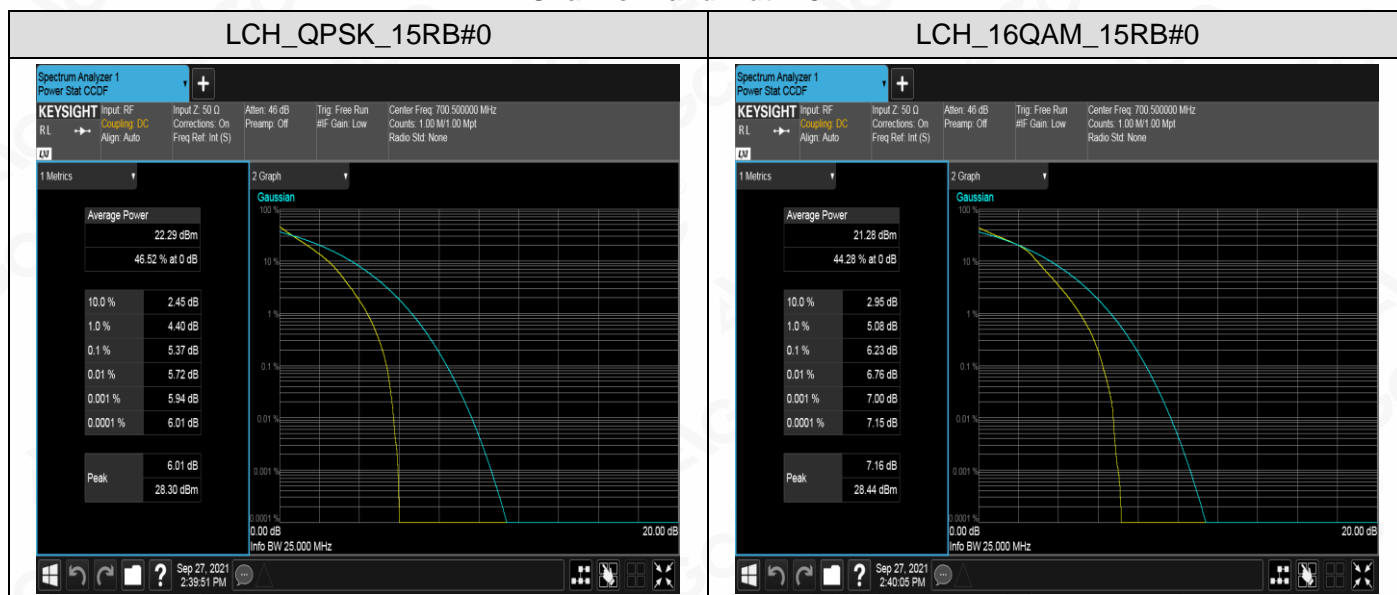 LCH_QPSK_15RB#0
Spectrum Analyzer 1
Power Stat CCDF
+
KEYSIGHT Input: RF Input Z: 50 Ω Atten: 46 dB Trig: Free Run Center Freq: 700.500000 MHz
RL Coupling: DC Corrections: On Preamp: Off #IF Gain: Low Counts: 1.00 M/1.00 Mpt
Align: Auto Freq Ref: Int (S) Radio Std: None
LXI
1 Metrics
Average Power
22.29 dBm
46.52 % at 0 dB
10.0 % 2.45 dB
1.0 % 4.40 dB
0.1 % 5.37 dB
0.01 % 5.72 dB
0.001 % 5.94 dB
0.0001 % 6.01 dB
Peak 6.01 dB
28.30 dBm
2 Graph
Gaussian
100 %
10 %
1 %
0.1 %
0.01 %
0.001 %
0.0001 %
0.00 dB 20.00 dB
Info BW 25.000 MHz
? Sep 27, 2021
2:39:51 PM
LCH_16QAM_15RB#0
Spectrum Analyzer 1
Power Stat CCDF
+
KEYSIGHT Input: RF Input Z: 50 Ω Atten: 46 dB Trig: Free Run Center Freq: 700.500000 MHz
RL Coupling: DC Corrections: On Preamp: Off #IF Gain: Low Counts: 1.00 M/1.00 Mpt
Align: Auto Freq Ref: Int (S) Radio Std: None
LXI
1 Metrics
Average Power
21.28 dBm
44.28 % at 0 dB
10.0 % 2.95 dB
1.0 % 5.08 dB
0.1 % 6.23 dB
0.01 % 6.76 dB
0.001 % 7.00 dB
0.0001 % 7.15 dB
Peak 7.16 dB
28.44 dBm
2 Graph
Gaussian
100 %
10 %
1 %
0.1 %
0.01 %
0.001 %
0.0001 %
0.00 dB 20.00 dB
Info BW 25.000 MHz
? Sep 27, 2021
2:40:05 PM